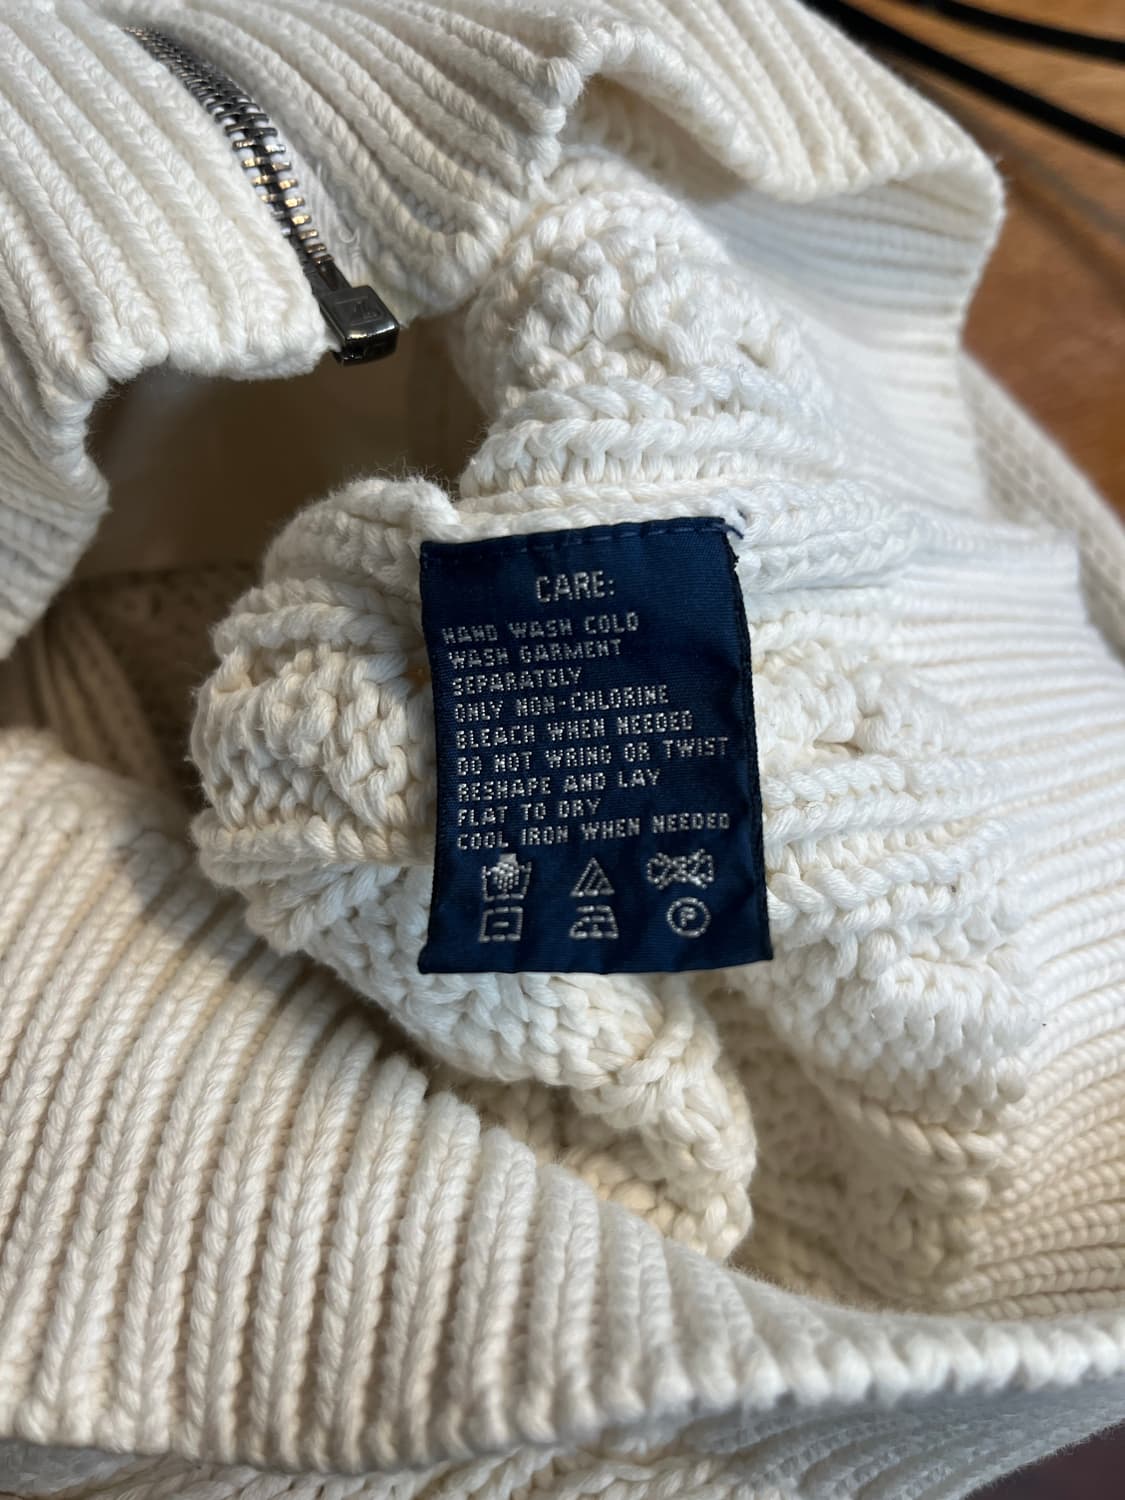 CARE:
HAND WASH COLD
WASH GARMENT
SEPARATELY
ONLY NON-CHLORINE
BLEACH WHEN NEEDED
DO NOT WRING OR TWIST
RESHAPE AND LAY
FLAT TO DRY
COOL IRON WHEN NEEDED
P